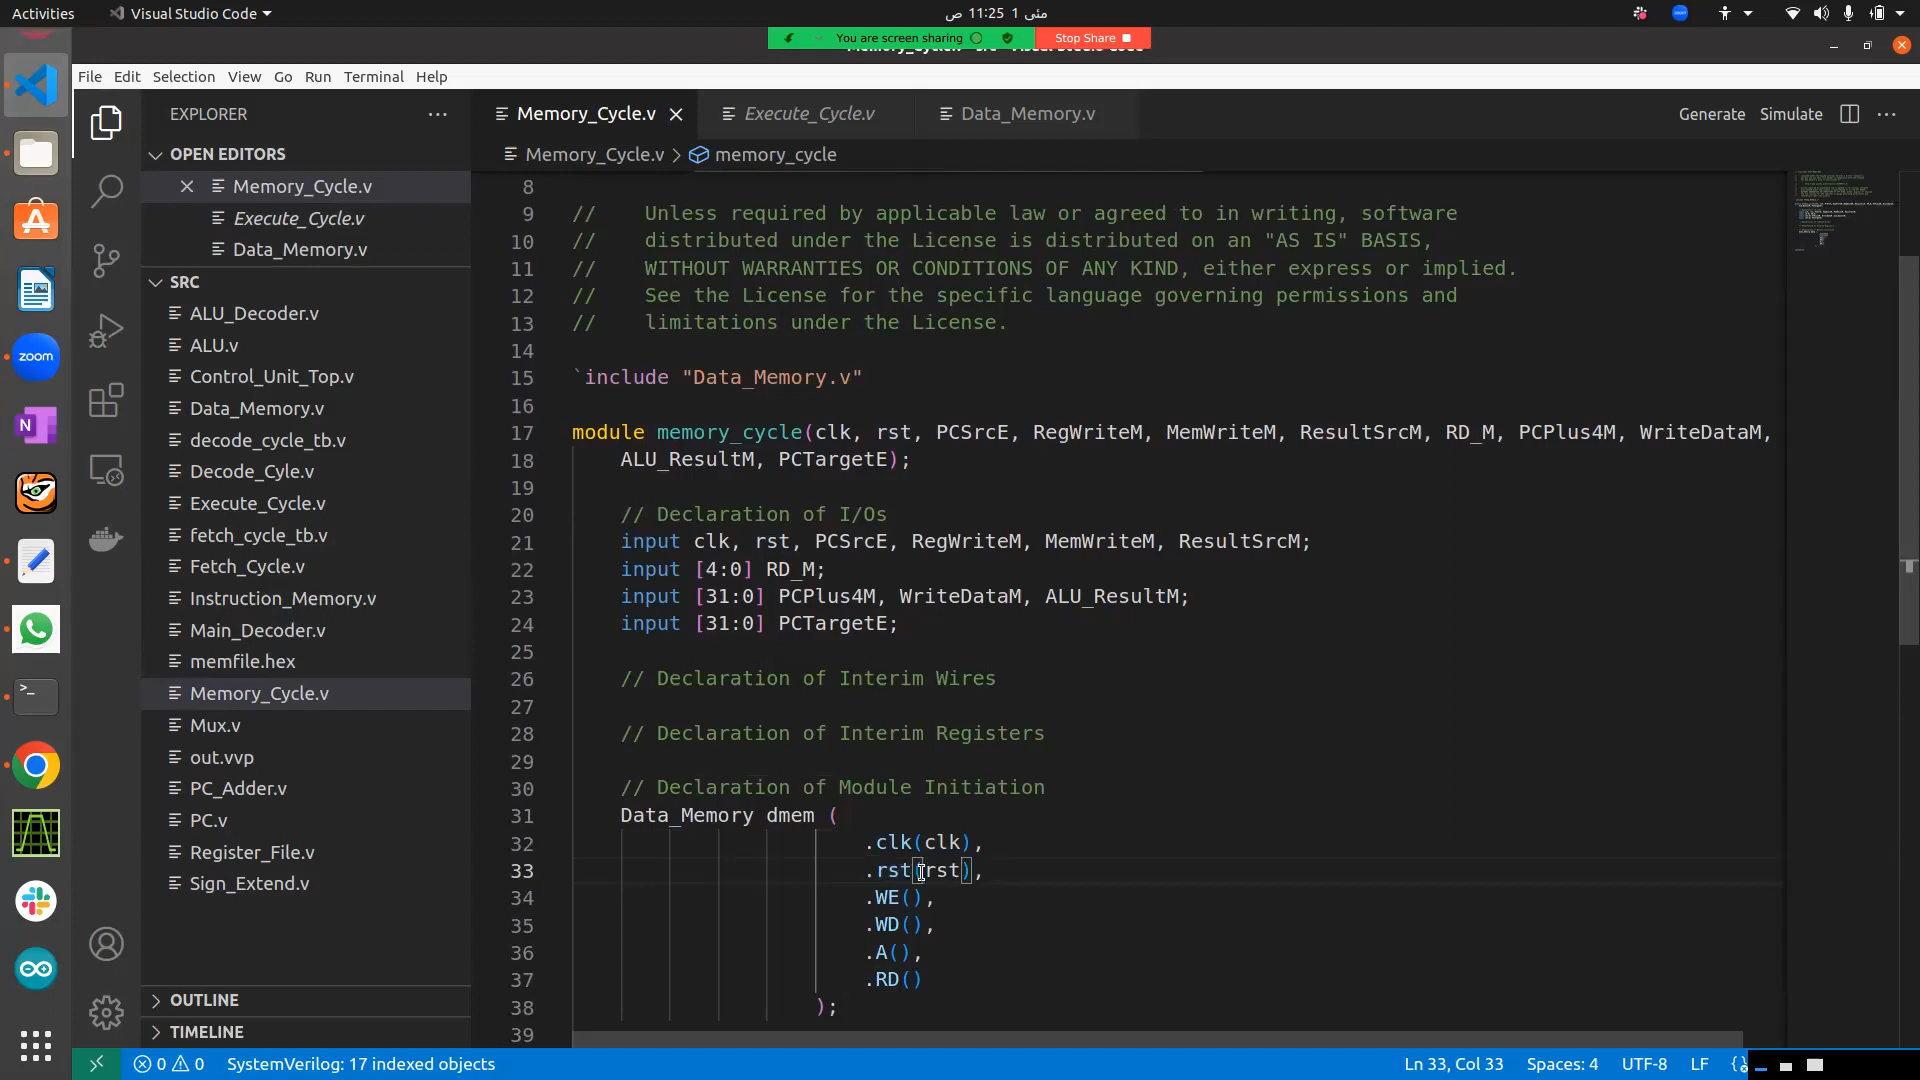 Activities
Visual Studio Code
مئی 1 11:25 ص
You are screen sharing
Stop Share
File Edit Selection View Go Run Terminal Help
EXPLORER
OPEN EDITORS
Memory_Cycle.v
Execute_Cycle.v
Data_Memory.v
SRC
ALU_Decoder.v
ALU.v
Control_Unit_Top.v
Data_Memory.v
decode_cycle_tb.v
Decode_Cyle.v
Execute_Cycle.v
fetch_cycle_tb.v
Fetch_Cycle.v
Instruction_Memory.v
Main_Decoder.v
memfile.hex
Memory_Cycle.v
Mux.v
out.vvp
PC_Adder.v
PC.v
Register_File.v
Sign_Extend.v
OUTLINE
TIMELINE
zoom
Memory_Cycle.v
Execute_Cycle.v
Data_Memory.v
Generate
Simulate
Memory_Cycle.v > memory_cycle
8
9 // Unless required by applicable law or agreed to in writing, software
10 // distributed under the License is distributed on an "AS IS" BASIS,
11 // WITHOUT WARRANTIES OR CONDITIONS OF ANY KIND, either express or implied.
12 // See the License for the specific language governing permissions and
13 // limitations under the License.
14
15 `include "Data_Memory.v"
16
17 module memory_cycle(clk, rst, PCSrcE, RegWriteM, MemWriteM, ResultSrcM, RD_M, PCPlus4M, WriteDataM,
18 ALU_ResultM, PCTargetE);
19
20 // Declaration of I/Os
21 input clk, rst, PCSrcE, RegWriteM, MemWriteM, ResultSrcM;
22 input [4:0] RD_M;
23 input [31:0] PCPlus4M, WriteDataM, ALU_ResultM;
24 input [31:0] PCTargetE;
25
26 // Declaration of Interim Wires
27
28 // Declaration of Interim Registers
29
30 // Declaration of Module Initiation
31 Data_Memory dmem (
32 .clk(clk),
33 .rst(rst),
34 .WE(),
35 .WD(),
36 .A(),
37 .RD()
38 );
39
0 0 SystemVerilog: 17 indexed objects
Ln 33, Col 33 Spaces: 4 UTF-8 LF